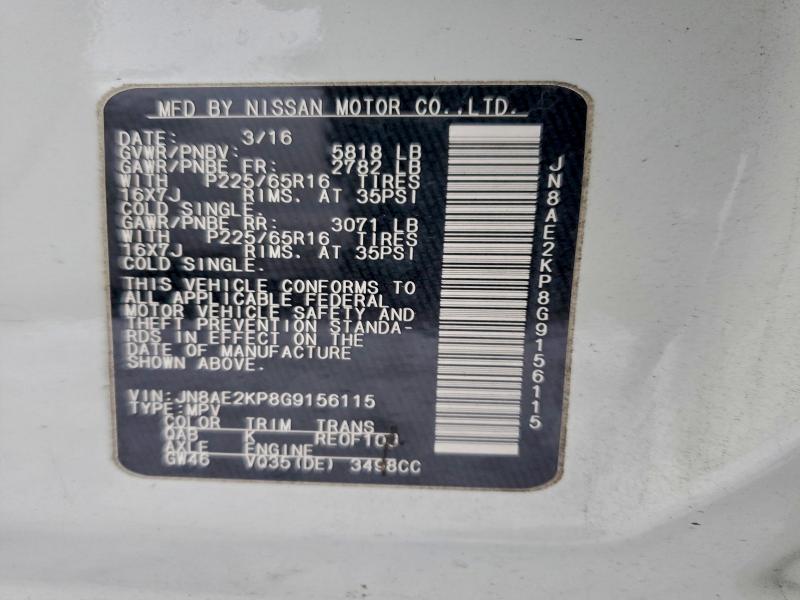 MFD BY NISSAN MOTOR CO.,LTD.
DATE: 3/16
GVWR/PNBV: 5818 LB
GAWR/PNBE FR: 2782 LB
WITH P225/65R16 TIRES
16X7J RIMS. AT 35PSI
COLD SINGLE.
GAWR/PNBE RR: 3071 LB
WITH P225/65R16 TIRES
16X7J RIMS. AT 35PSI
COLD SINGLE.
THIS VEHICLE CONFORMS TO
ALL APPLICABLE FEDERAL
MOTOR VEHICLE SAFETY AND
THEFT PREVENTION STANDA-
RDS IN EFFECT ON THE
DATE OF MANUFACTURE
SHOWN ABOVE.
VIN:JN8AE2KP8G9156115
TYPE:MPV
COLOR TRIM TRANS
QAB K RE0F10J
AXLE ENGINE
GW46 VQ35(DE) 3498CC
JN8AE2KP8G9156115